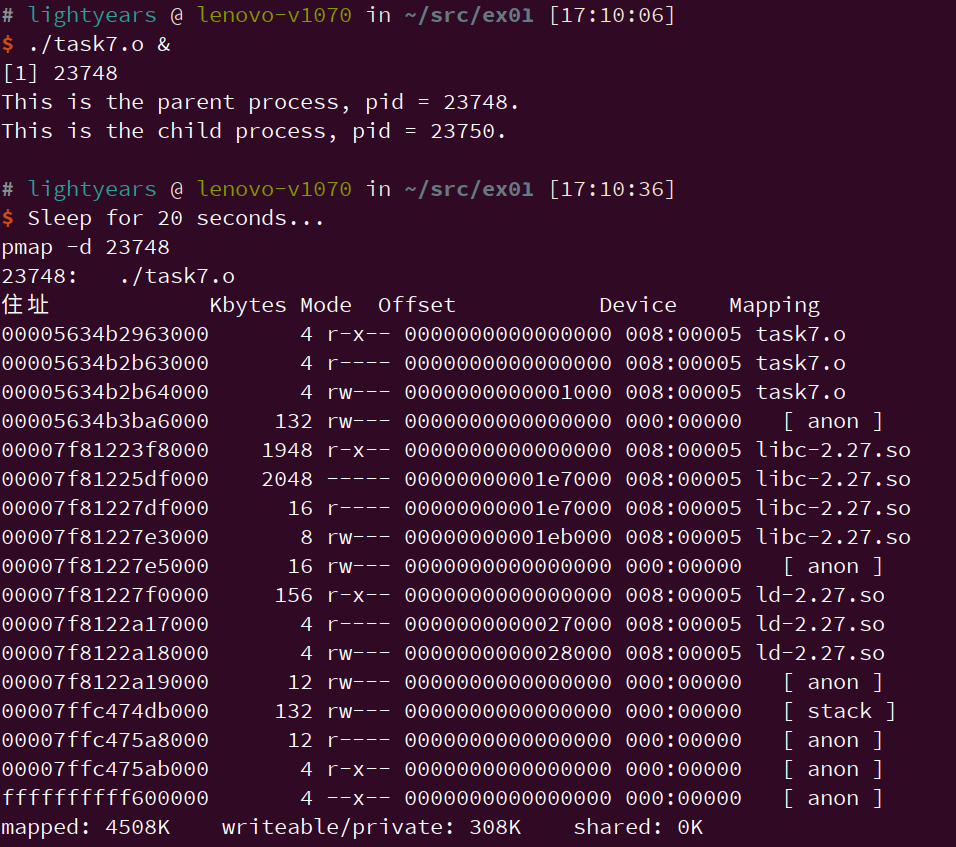 # lightyears @ lenovo-v1070 in ~/src/ex01 [17:10:06]
$ ./task7.o &
[1] 23748
This is the parent process, pid = 23748.
This is the child process, pid = 23750.
# lightyears @ lenovo-v1070 in ~/src/ex01 [17:10:36]
$ Sleep for 20 seconds...
pmap -d 23748
23748:   ./task7.o
住址            Kbytes Mode  Offset           Device    Mapping
00005634b2963000       4 r-x-- 0000000000000000 008:00005 task7.o
00005634b2b63000       4 r---- 0000000000000000 008:00005 task7.o
00005634b2b64000       4 rw--- 0000000000001000 008:00005 task7.o
00005634b3ba6000     132 rw--- 0000000000000000 000:00000   [ anon ]
00007f81223f8000    1948 r-x-- 0000000000000000 008:00005 libc-2.27.so
00007f81225df000    2048 ----- 00000000001e7000 008:00005 libc-2.27.so
00007f81227df000      16 r---- 00000000001e7000 008:00005 libc-2.27.so
00007f81227e3000       8 rw--- 00000000001eb000 008:00005 libc-2.27.so
00007f81227e5000      16 rw--- 0000000000000000 000:00000   [ anon ]
00007f81227f0000     156 r-x-- 0000000000000000 008:00005 ld-2.27.so
00007f8122a17000       4 r---- 0000000000027000 008:00005 ld-2.27.so
00007f8122a18000       4 rw--- 0000000000028000 008:00005 ld-2.27.so
00007f8122a19000      12 rw--- 0000000000000000 000:00000   [ anon ]
00007ffc474db000     132 rw--- 0000000000000000 000:00000   [ stack ]
00007ffc475a8000      12 r---- 0000000000000000 000:00000   [ anon ]
00007ffc475ab000       4 r-x-- 0000000000000000 000:00000   [ anon ]
ffffffffff600000       4 --x-- 0000000000000000 000:00000   [ anon ]
mapped: 4508K    writeable/private: 308K    shared: 0K